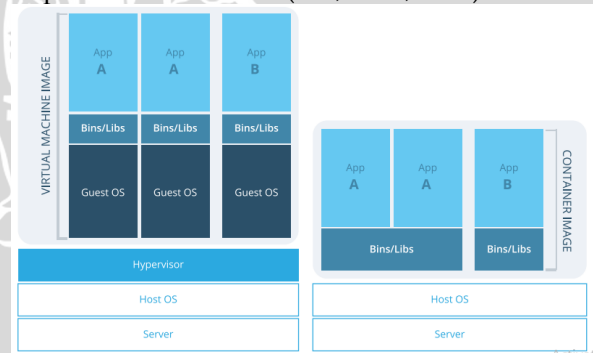 VIRTUAL MACHINE IMAGE
App App App
A A B
Bins/Libs Bins/Libs Bins/Libs
Guest OS Guest OS Guest OS
Hypervisor
Host OS
Server
App App App
A A B
Bins/Libs Bins/Libs
CONTAINER IMAGE
Host OS
Server